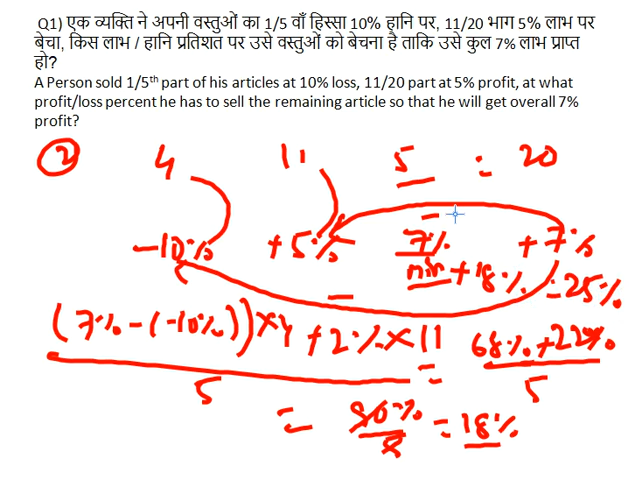 Q1) एक व्यक्ति ने अपनी वस्तुओं का 1/5 वाँ हिस्सा 10% हानि पर, 11/20 भाग 5% लाभ पर
बेचा, किस लाभ / हानि प्रतिशत पर उसे वस्तुओं को बेचना है ताकि उसे कुल 7% लाभ प्राप्त
हो?
A Person sold 1/5th part of his articles at 10% loss, 11/20 part at 5% profit, at what
profit/loss percent he has to sell the remaining article so that he will get overall 7%
profit?
2 4 11 5 = 20
-10% +5% 7% +7%
min +18% = 25%
(7%-(-10%))×4 + 2%×11 = 68%+22%
5 5
= 90%/5 = 18%